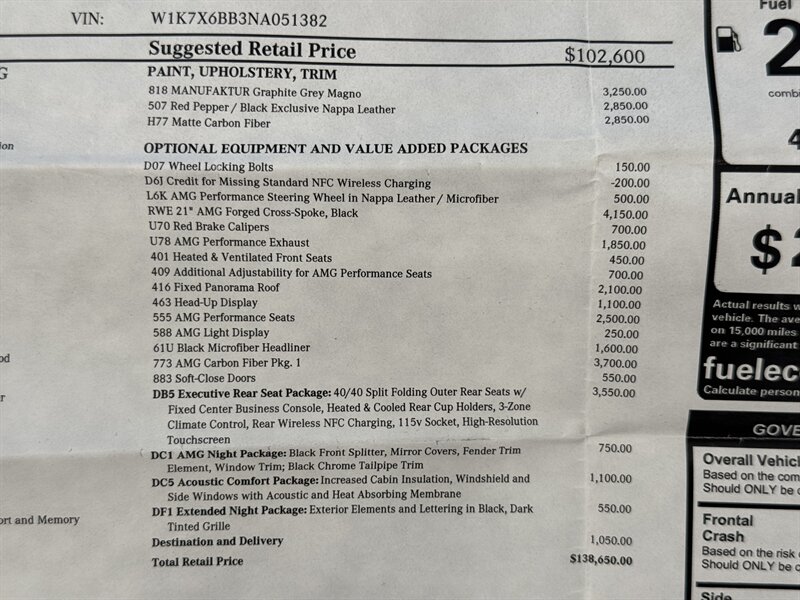 VIN: W1K7X6BB3NA051382
Suggested Retail Price $102,600
PAINT, UPHOLSTERY, TRIM
818 MANUFAKTUR Graphite Grey Magno 3,250.00
507 Red Pepper / Black Exclusive Nappa Leather 2,850.00
H77 Matte Carbon Fiber 2,850.00
OPTIONAL EQUIPMENT AND VALUE ADDED PACKAGES
D07 Wheel Locking Bolts 150.00
D6J Credit for Missing Standard NFC Wireless Charging -200.00
L6K AMG Performance Steering Wheel in Nappa Leather / Microfiber 500.00
RWE 21" AMG Forged Cross-Spoke, Black 4,150.00
U70 Red Brake Calipers 700.00
U78 AMG Performance Exhaust 1,850.00
401 Heated & Ventilated Front Seats 450.00
409 Additional Adjustability for AMG Performance Seats 700.00
416 Fixed Panorama Roof 2,100.00
463 Head-Up Display 1,100.00
555 AMG Performance Seats 2,500.00
588 AMG Light Display 250.00
61U Black Microfiber Headliner 1,600.00
773 AMG Carbon Fiber Pkg. 1 3,700.00
883 Soft-Close Doors 550.00
DB5 Executive Rear Seat Package: 40/40 Split Folding Outer Rear Seats w/ 3,550.00
Fixed Center Business Console, Heated & Cooled Rear Cup Holders, 3-Zone
Climate Control, Rear Wireless NFC Charging, 115v Socket, High-Resolution
Touchscreen
DC1 AMG Night Package: Black Front Splitter, Mirror Covers, Fender Trim 750.00
Element, Window Trim; Black Chrome Tailpipe Trim
DC5 Acoustic Comfort Package: Increased Cabin Insulation, Windshield and 1,100.00
Side Windows with Acoustic and Heat Absorbing Membrane
DF1 Extended Night Package: Exterior Elements and Lettering in Black, Dark 550.00
Tinted Grille
Destination and Delivery 1,050.00
Total Retail Price $138,650.00
ort and Memory
Fuel
2
combi
4
Annual
$2
Actual results
vehicle. The ave
on 15,000 miles
are a significant
fuelec
Calculate person
GOVE
Overall Vehicl
Based on the com
Should ONLY be c
Frontal
Crash
Based on the risk
Should ONLY be c
Side